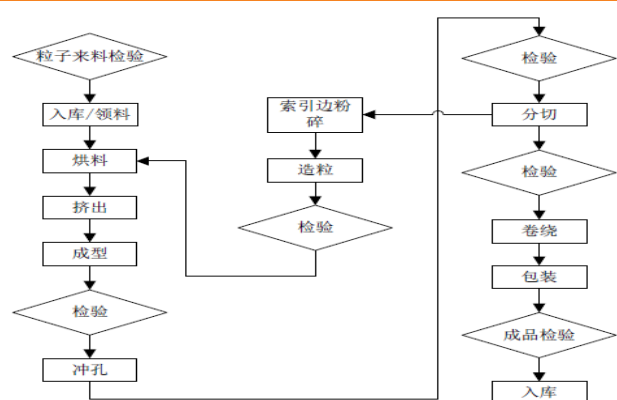 粒子来料检验
入库/领料
烘料
挤出
成型
检验
冲孔
检验
分切
索引边粉
碎
造粒
检验
检验
卷绕
包装
成品检验
入库